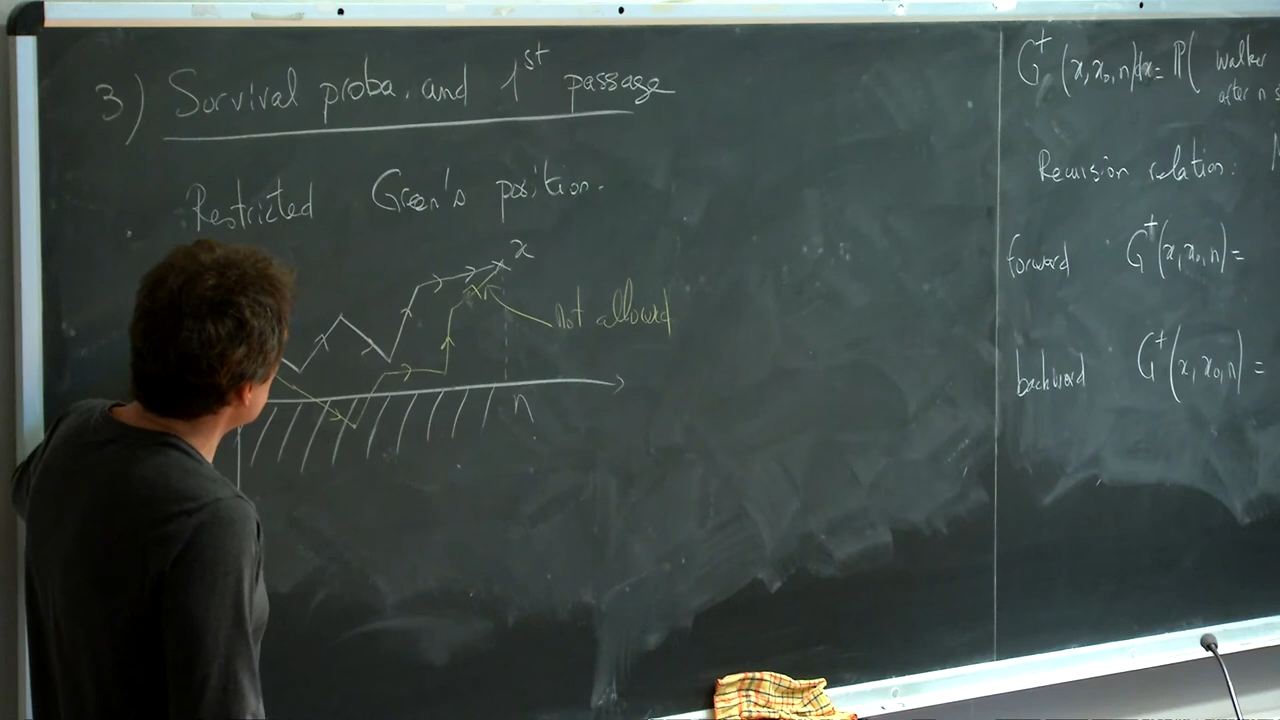 3) Survival proba. and 1st passage
Restricted Green's position.
x
not allowed
n
G⁺(x,x₀,n)dx = ℙ( walker
after n s
Recursion relation:
forward G⁺(x,x₀,n) =
backward G⁺(x,x₀,n) =